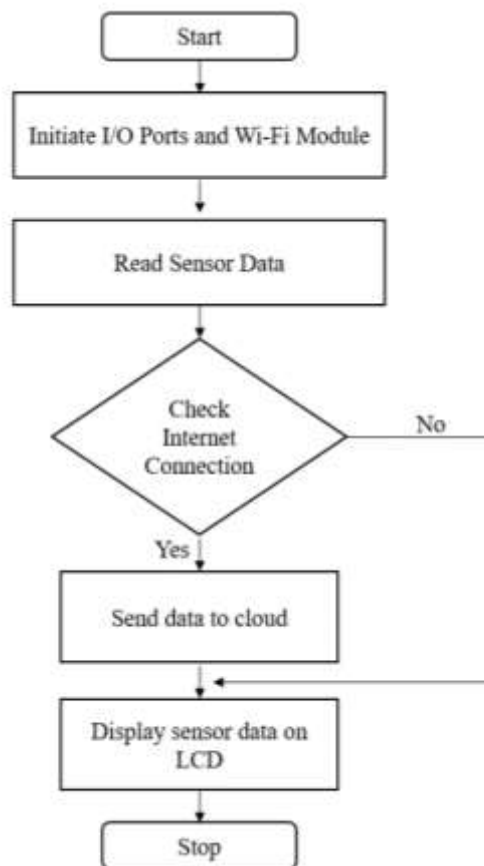 Start
Initiate I/O Ports and Wi-Fi Module
Read Sensor Data
Check
Internet
Connection
No
Yes
Send data to cloud
Display sensor data on
LCD
Stop